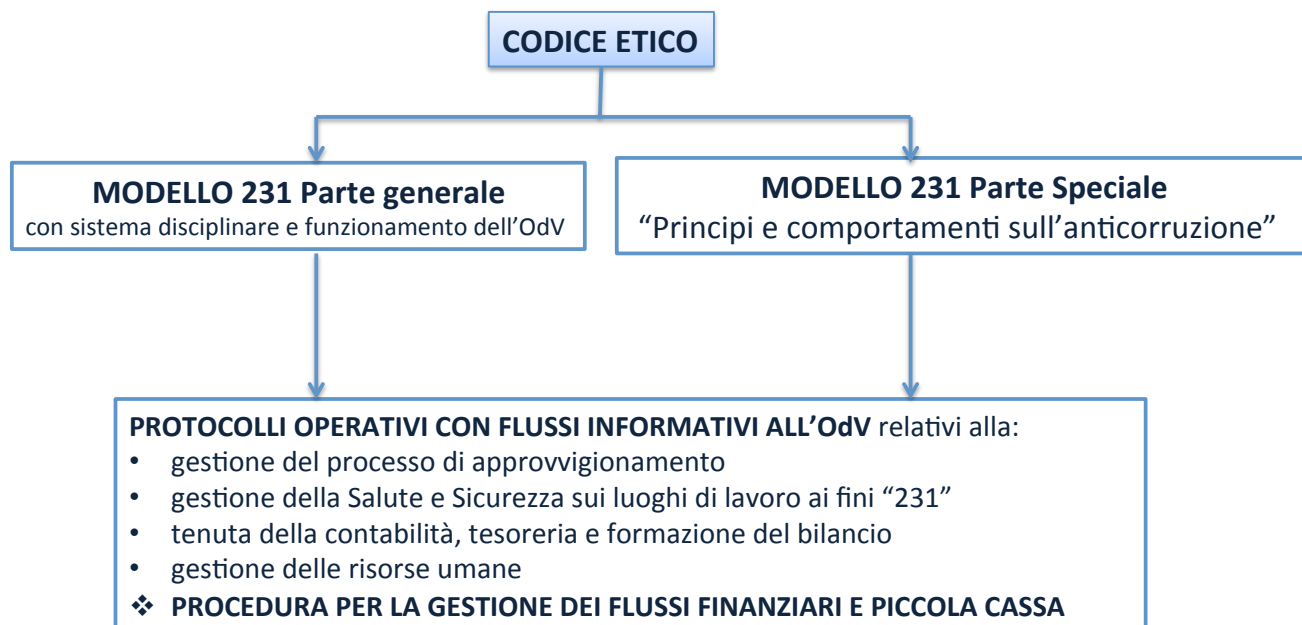 CODICE ETICO
MODELLO 231 Parte generale
con sistema disciplinare e funzionamento dell’OdV
MODELLO 231 Parte Speciale
“Principi e comportamenti sull’anticorruzione”
PROTOCOLLI OPERATIVI CON FLUSSI INFORMATIVI ALL’OdV relativi alla:
• gestione del processo di approvvigionamento
• gestione della Salute e Sicurezza sui luoghi di lavoro ai fini “231”
• tenuta della contabilità, tesoreria e formazione del bilancio
• gestione delle risorse umane
❖ PROCEDURA PER LA GESTIONE DEI FLUSSI FINANZIARI E PICCOLA CASSA